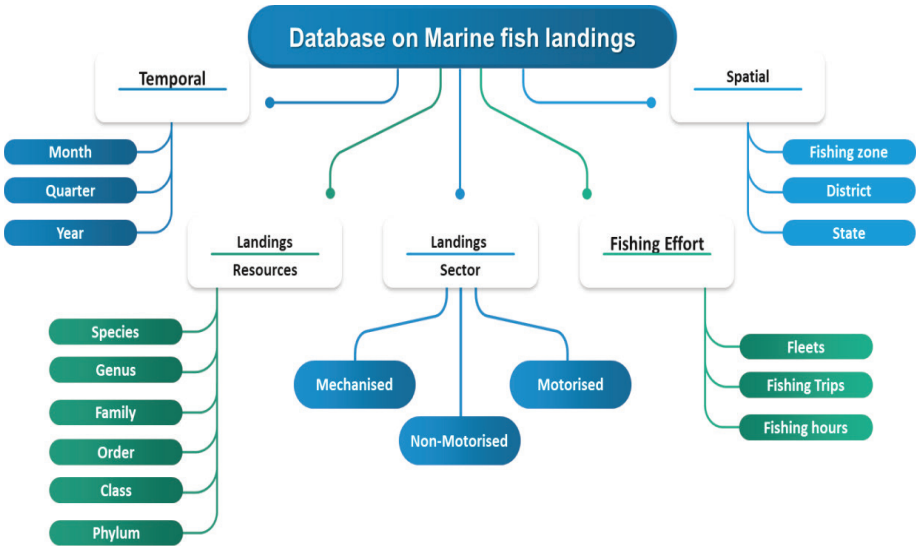 Database on Marine fish landings
Temporal
Month
Quarter
Year
Spatial
Fishing zone
District
State
Landings
Resources
Species
Genus
Family
Order
Class
Phylum
Landings
Sector
Mechanised
Non-Motorised
Motorised
Fishing Effort
Fleets
Fishing Trips
Fishing hours